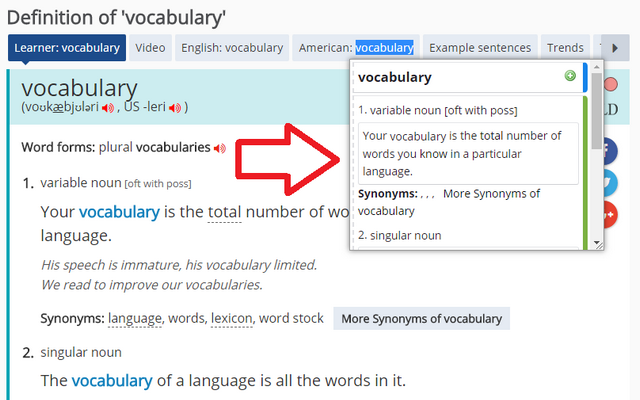 Definition of 'vocabulary'
Learner: vocabulary Video English: vocabulary American: vocabulary Example sentences Trends
vocabulary
(voʊkæbjʊləri , US -leri )
Word forms: plural vocabularies
1. variable noun [oft with poss]
Your vocabulary is the total number of wo
language.
His speech is immature, his vocabulary limited.
We read to improve our vocabularies.
Synonyms: language, words, lexicon, word stock More Synonyms of vocabulary
2. singular noun
The vocabulary of a language is all the words in it.
vocabulary
1. variable noun [oft with poss]
Your vocabulary is the total number of
words you know in a particular
language.
Synonyms: , , , More Synonyms of
vocabulary
2. singular noun